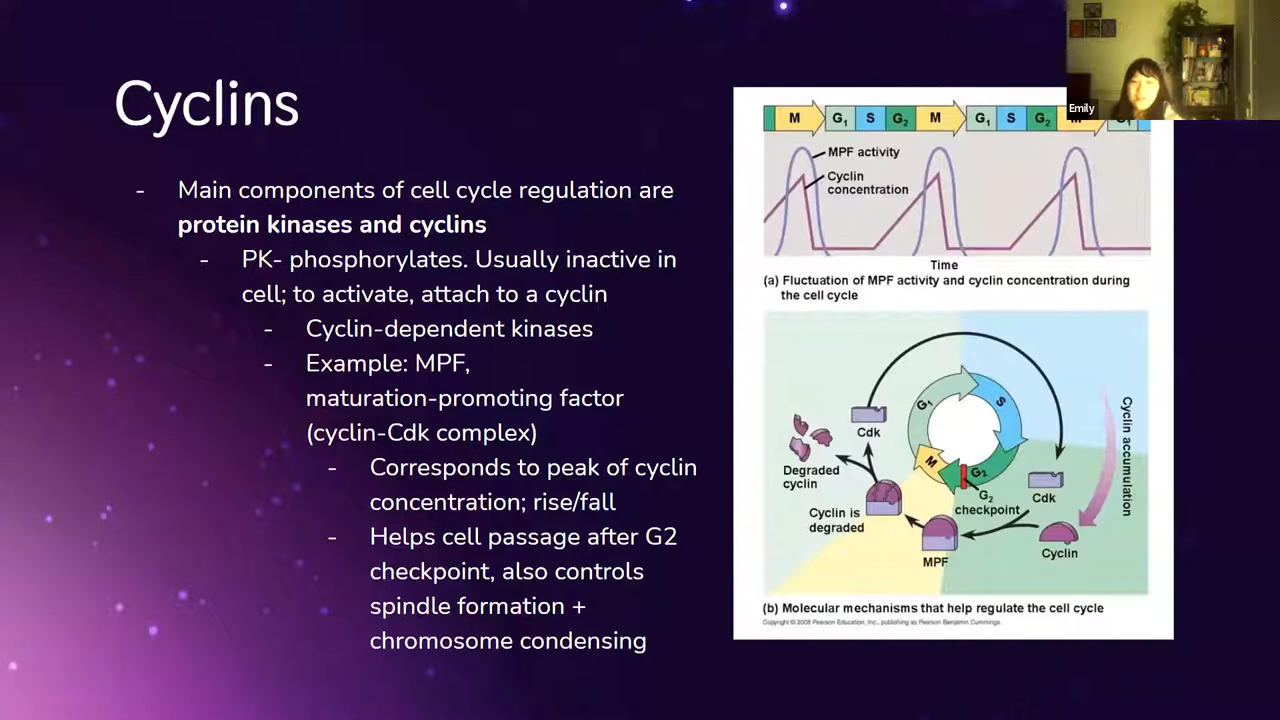 Cyclins
- Main components of cell cycle regulation are
protein kinases and cyclins
- PK- phosphorylates. Usually inactive in
cell; to activate, attach to a cyclin
- Cyclin-dependent kinases
- Example: MPF,
maturation-promoting factor
(cyclin-Cdk complex)
- Corresponds to peak of cyclin
concentration; rise/fall
- Helps cell passage after G2
checkpoint, also controls
spindle formation +
chromosome condensing
Emily
M G₁ S G₂ M G₁ S G₂ M G₁
MPF activity
Cyclin
concentration
Time
(a) Fluctuation of MPF activity and cyclin concentration during
the cell cycle
G₁
S
M
G₂
G₂
checkpoint
Cdk
Degraded
cyclin
Cyclin is
degraded
MPF
Cdk
Cyclin
Cyclin accumulation
(b) Molecular mechanisms that help regulate the cell cycle
Copyright © 2008 Pearson Education, Inc., publishing as Pearson Benjamin Cummings.